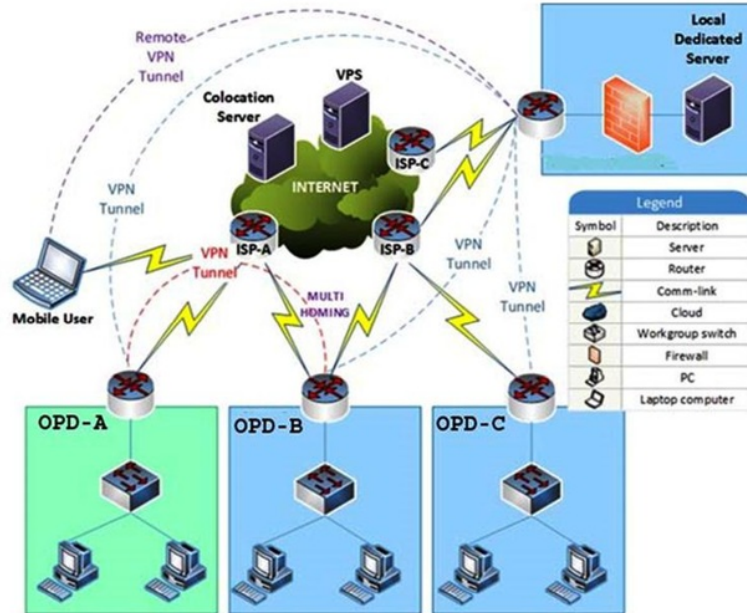 Remote
VPN
Tunnel
Local
Dedicated
Server
VPS
Colocation
Server
ISP-C
INTERNET
VPN
Tunnel
ISP-A
ISP-B
VPN
Tunnel
VPN
Tunnel
VPN
Tunnel
Mobile User
MULTI
HOMING
Legend
Symbol Description
Server
Router
Comm-link
Cloud
Workgroup switch
Firewall
PC
Laptop computer
OPD-A
OPD-B
OPD-C